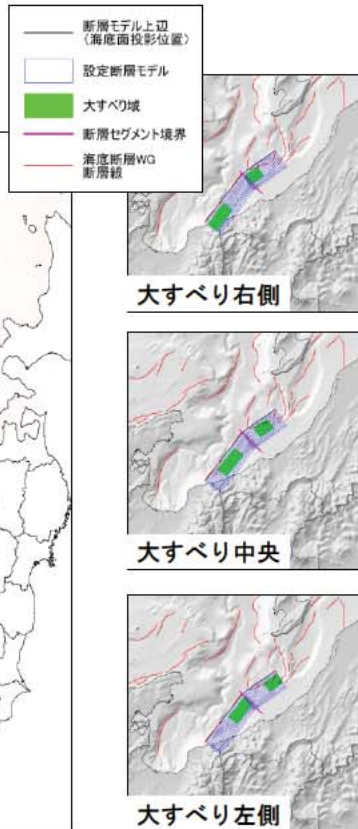 断層モデル上辺
（海底面投影位置）
設定断層モデル
大すべり域
断層セグメント境界
海底断層WG
断層線
大すべり右側
大すべり中央
大すべり左側